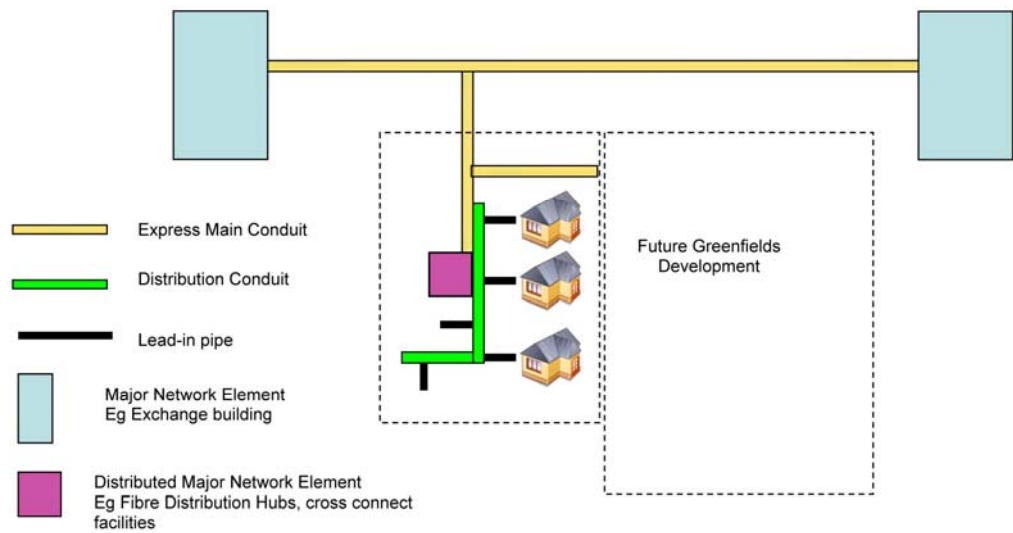 Express Main Conduit
Distribution Conduit
Lead-in pipe
Major Network Element
Eg Exchange building
Distributed Major Network Element
Eg Fibre Distribution Hubs, cross connect
facilities
Future Greenfields
Development